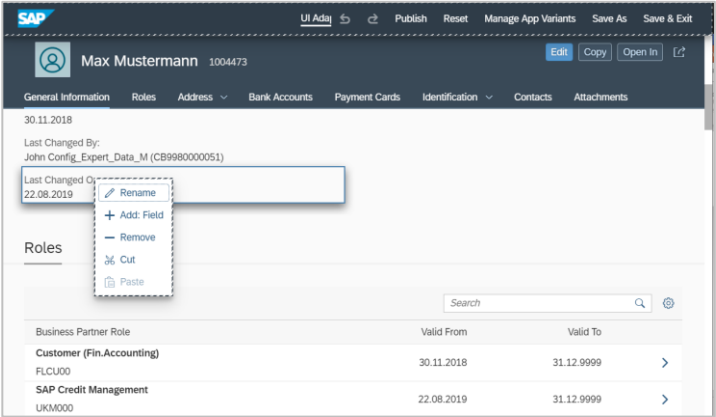 SAP
UI Adap
Publish
Reset
Manage App Variants
Save As
Save & Exit
Max Mustermann 1004473
Edit
Copy
Open In
General Information
Roles
Address
Bank Accounts
Payment Cards
Identification
Contacts
Attachments
30.11.2018
Last Changed By:
John Config_Expert_Data_M (CB9980000051)
Last Changed O
22.08.2019
Rename
Add: Field
Remove
Cut
Paste
Roles
Search
Business Partner Role
Valid From
Valid To
Customer (Fin.Accounting)
FLCU00
30.11.2018
31.12.9999
SAP Credit Management
UKM000
22.08.2019
31.12.9999